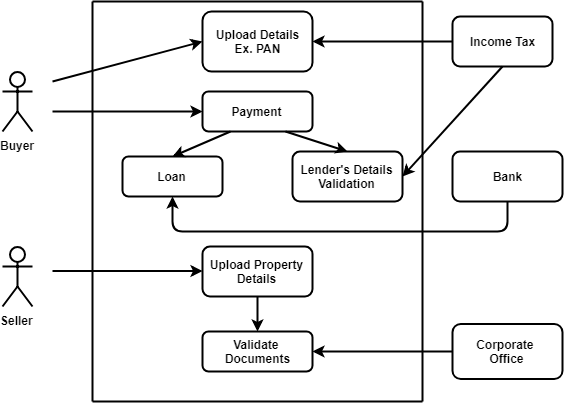 Upload Details
Ex. PAN
Income Tax
Buyer
Payment
Loan
Lender's Details
Validation
Bank
Seller
Upload Property
Details
Validate
Documents
Corporate
Office